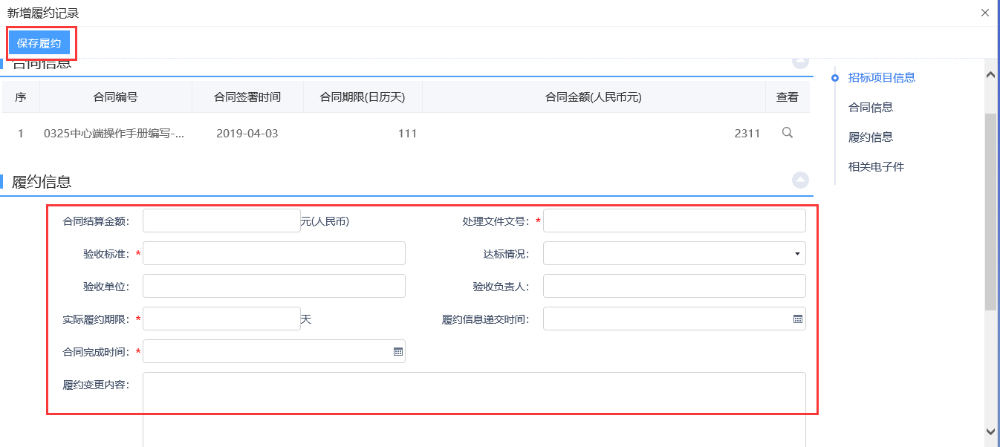 新增履约记录
保存履约
合同信息
序 合同编号 合同签署时间 合同期限(日历天) 合同金额(人民币元) 查看
1 0325中心端操作手册编写-... 2019-04-03 111 2311
履约信息
合同结算金额: 元(人民币) 处理文件文号: *
验收标准: * 达标情况:
验收单位: 验收负责人:
实际履约期限: * 天 履约信息递交时间:
合同完成时间: *
履约变更内容:
招标项目信息
合同信息
履约信息
相关电子件